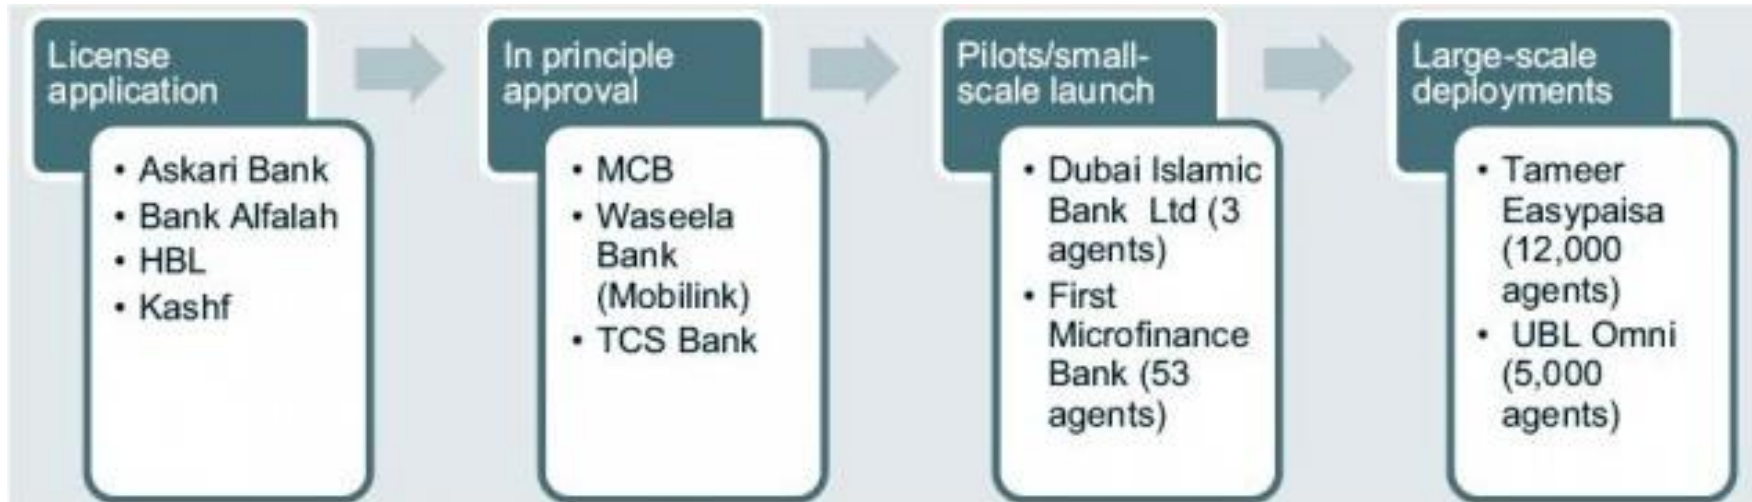 License
application
• Askari Bank
• Bank Alfalah
• HBL
• Kashf
In principle
approval
• MCB
• Waseela
Bank
(Mobilink)
• TCS Bank
Pilots/small-
scale launch
• Dubai Islamic
Bank Ltd (3
agents)
• First
Microfinance
Bank (53
agents)
Large-scale
deployments
• Tameer
Easypaisa
(12,000
agents)
• UBL Omni
(5,000
agents)